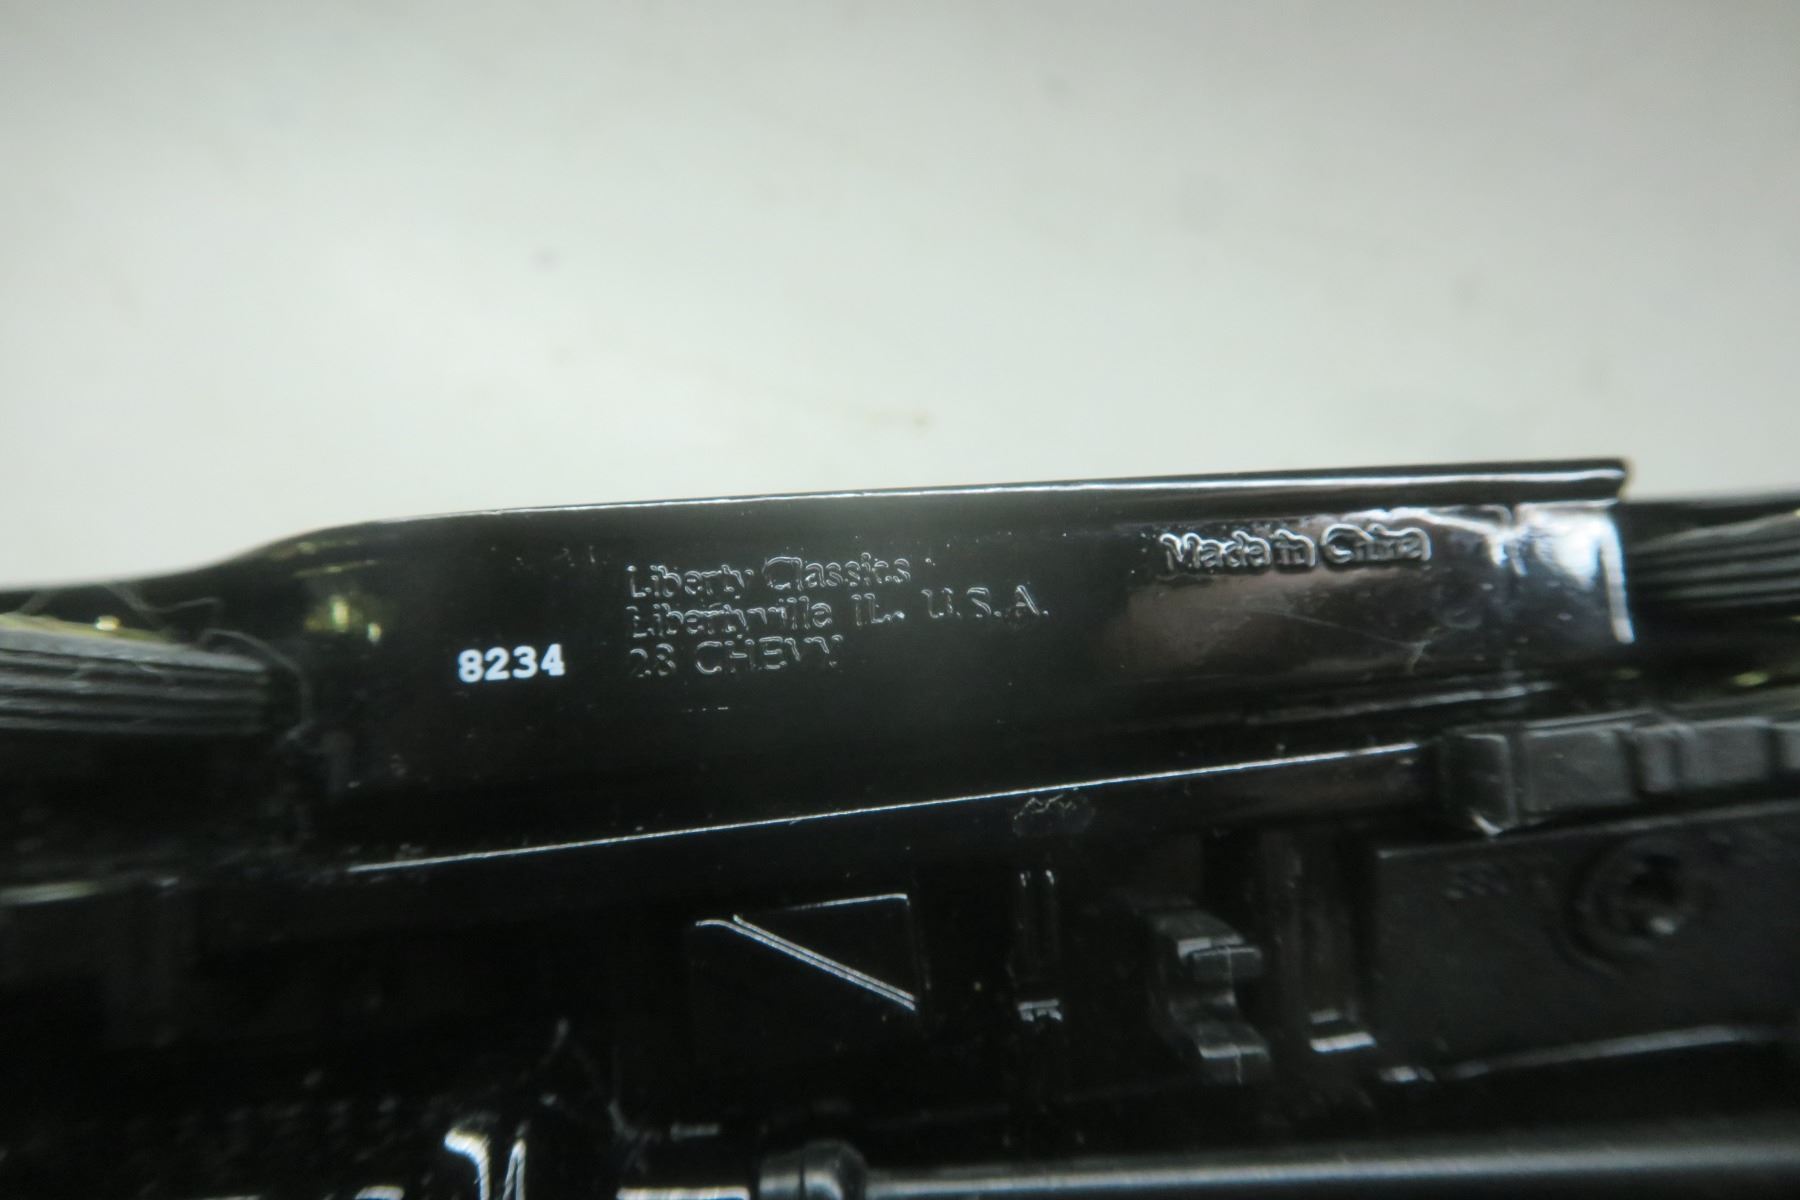 Liberty Classics
Libertyville IL. U.S.A.
28 CHEVY
8234
Made in China